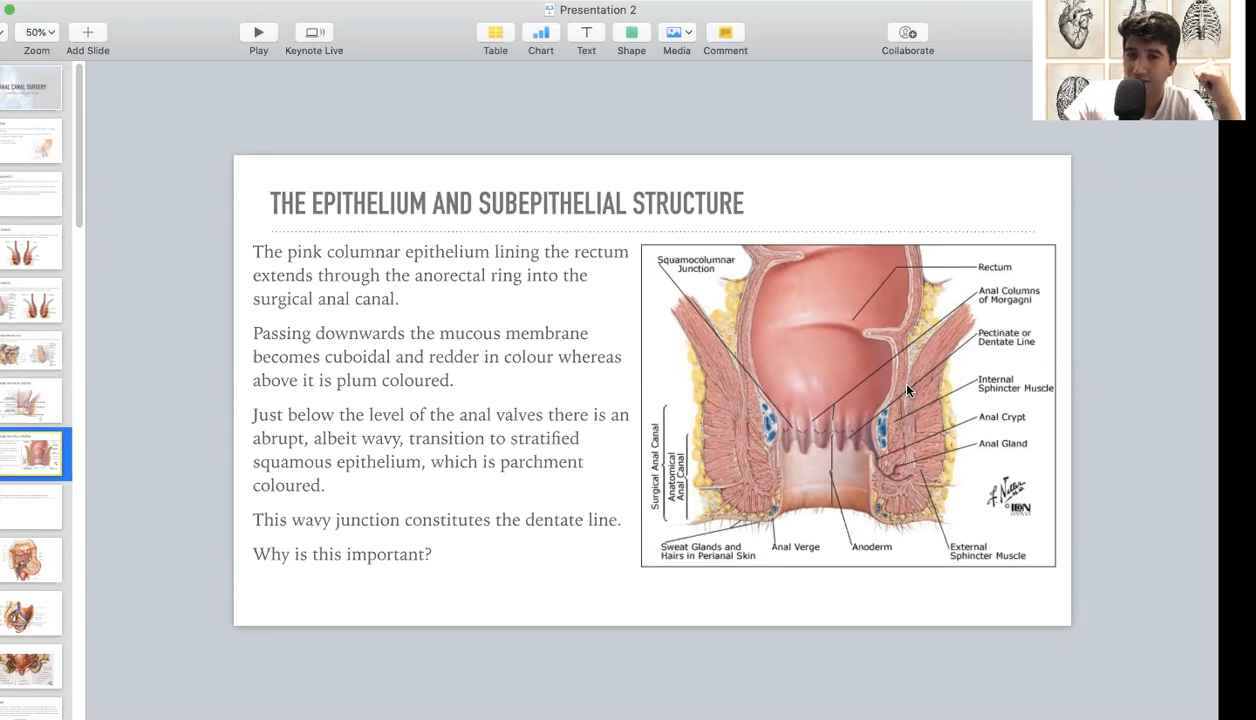 Presentation 2
50%
Zoom
Add Slide
Play
Keynote Live
Table
Chart
Text
Shape
Media
Comment
Collaborate
ANAL CANAL SURGERY
THE EPITHELIUM AND SUBEPITHELIAL STRUCTURE
The pink columnar epithelium lining the rectum
extends through the anorectal ring into the
surgical anal canal.
Passing downwards the mucous membrane
becomes cuboidal and redder in colour whereas
above it is plum coloured.
Just below the level of the anal valves there is an
abrupt, albeit wavy, transition to stratified
squamous epithelium, which is parchment
coloured.
This wavy junction constitutes the dentate line.
Why is this important?
Squamocolumnar
Junction
Rectum
Anal Columns
of Morgagni
Pectinate or
Dentate Line
Internal
Sphincter Muscle
Anal Crypt
Anal Gland
Surgical Anal Canal
Anatomical
Anal Canal
Sweat Glands and
Hairs in Perianal Skin
Anal Verge
Anoderm
External
Sphincter Muscle